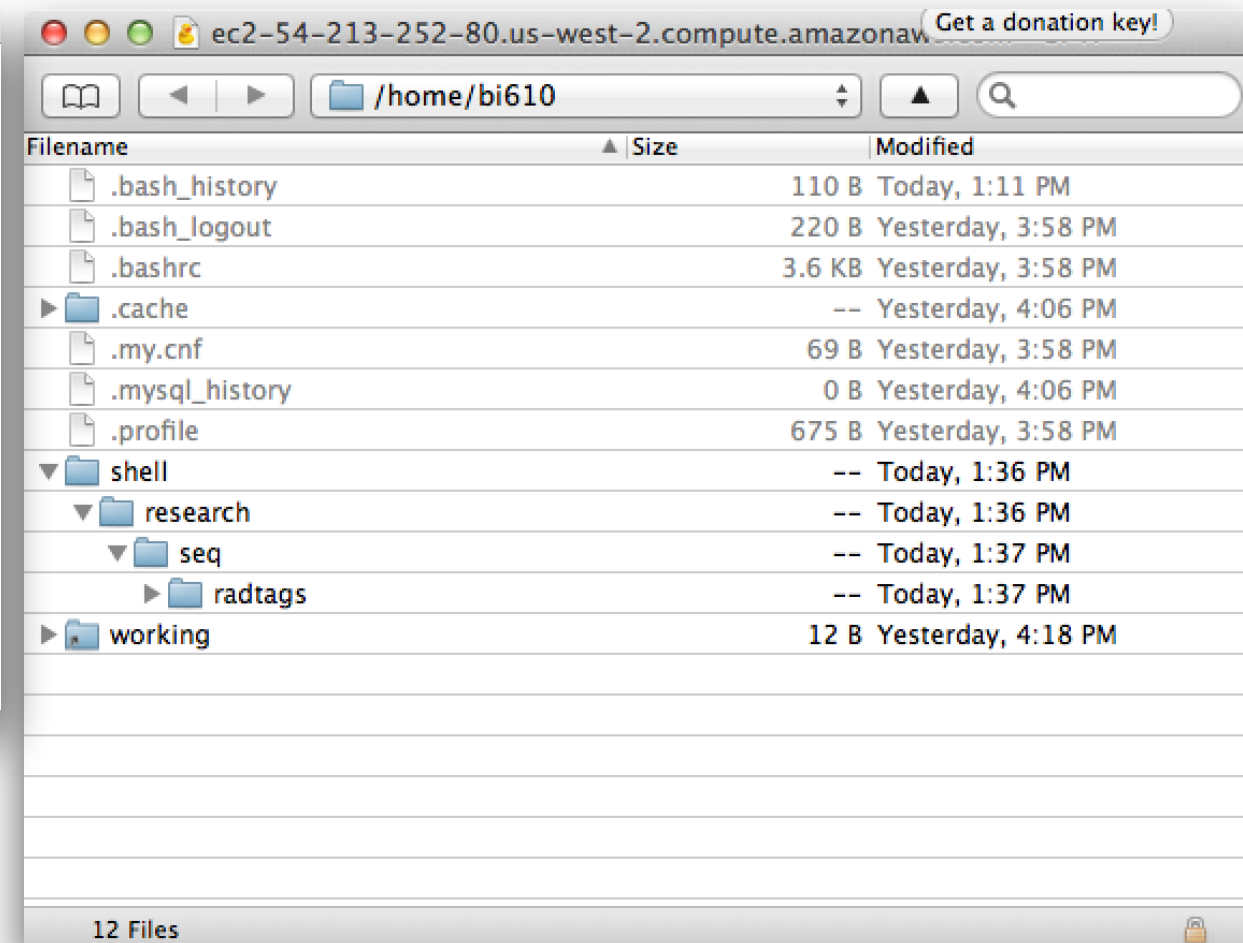 ec2-54-213-252-80.us-west-2.compute.amazonaw Get a donation key!
/home/bi610
Filename Size Modified
.bash_history 110 B Today, 1:11 PM
.bash_logout 220 B Yesterday, 3:58 PM
.bashrc 3.6 KB Yesterday, 3:58 PM
.cache -- Yesterday, 4:06 PM
.my.cnf 69 B Yesterday, 3:58 PM
.mysql_history 0 B Yesterday, 4:06 PM
.profile 675 B Yesterday, 3:58 PM
shell -- Today, 1:36 PM
research -- Today, 1:36 PM
seq -- Today, 1:37 PM
radtags -- Today, 1:37 PM
working 12 B Yesterday, 4:18 PM
12 Files